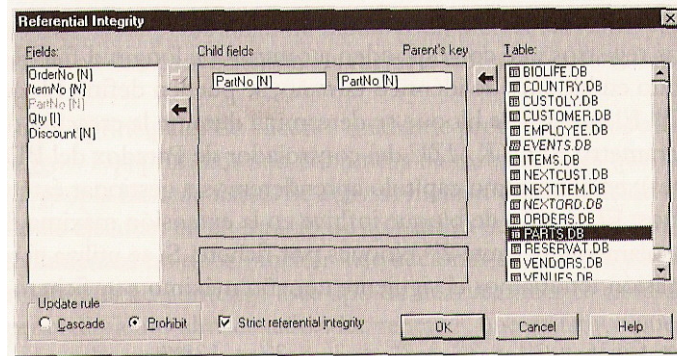 Referential Integrity
Fields:
OrderNo [N]
ItemNo [N]
PartNo [N]
Qty [I]
Discount [N]
Child fields
Parent's key
PartNo [N]
PartNo [N]
Table:
BIOLIFE.DB
COUNTRY.DB
CUSTOLY.DB
CUSTOMER.DB
EMPLOYEE.DB
EVENTS.DB
ITEMS.DB
NEXTCUST.DB
NEXTITEM.DB
NEXTORD.DB
ORDERS.DB
PARTS.DB
RESERVAT.DB
VENDORS.DB
VENUES.DB
Update rule
Cascade
Prohibit
Strict referential integrity
OK
Cancel
Help